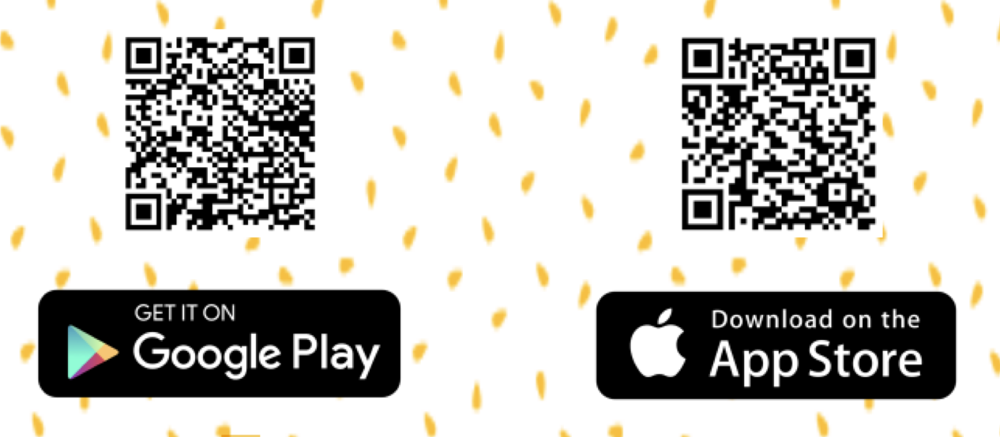 GET IT ON
Google Play
Download on the
App Store